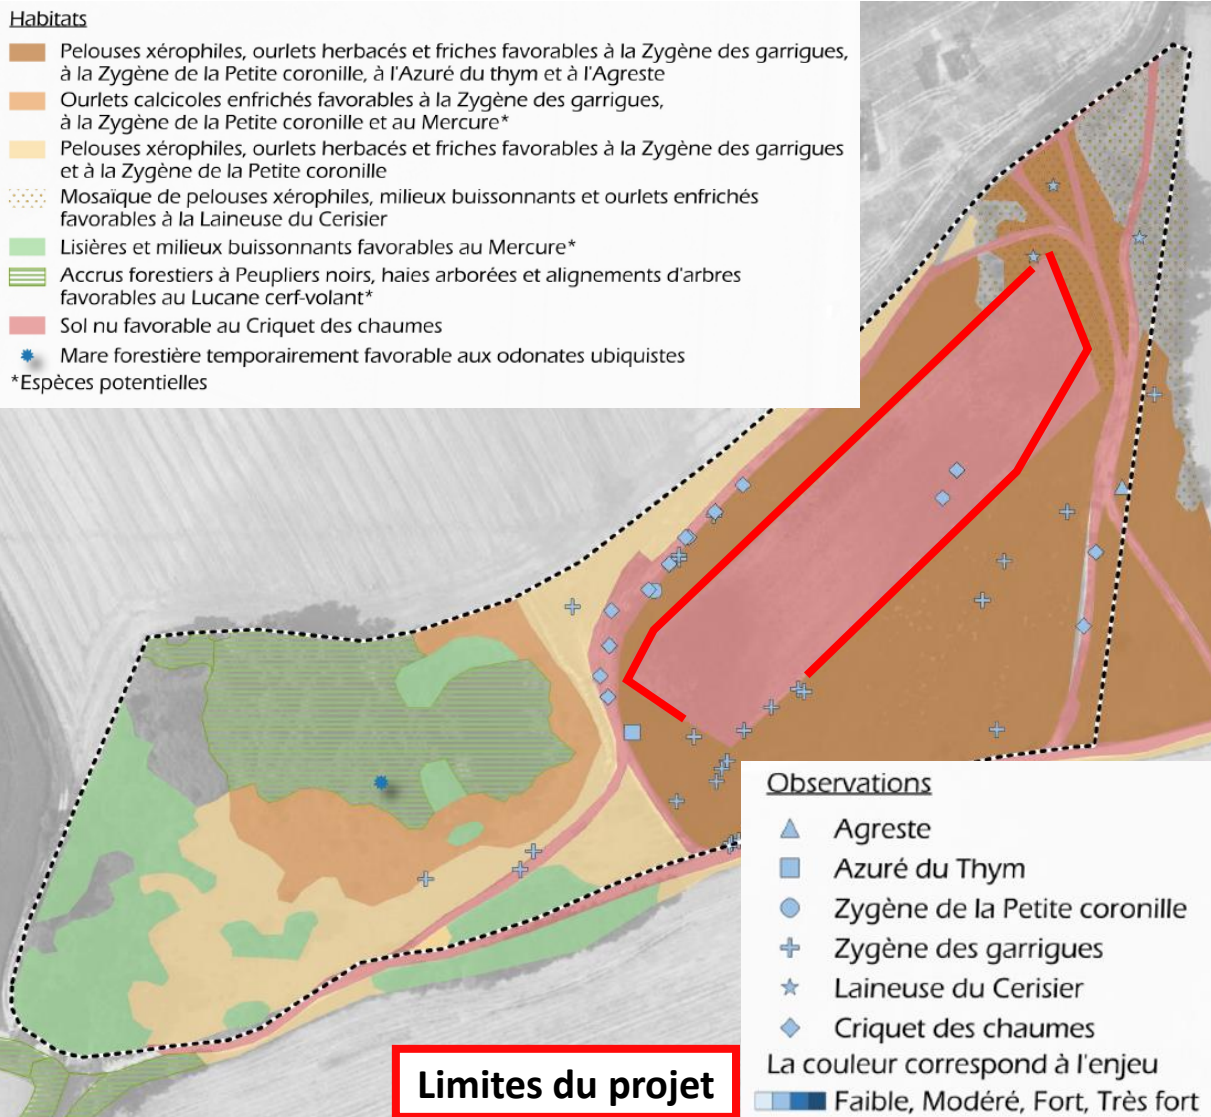 Habitats
Pelouses xérophiles, ourlets herbacés et friches favorables à la Zygène des garrigues,
à la Zygène de la Petite coronille, à l'Azuré du thym et à l'Agreste
Ourlets calcicoles enfrichés favorables à la Zygène des garrigues,
à la Zygène de la Petite coronille et au Mercure*
Pelouses xérophiles, ourlets herbacés et friches favorables à la Zygène des garrigues
et à la Zygène de la Petite coronille
Mosaïque de pelouses xérophiles, milieux buissonnants et ourlets enfrichés
favorables à la Laineuse du Cerisier
Lisières et milieux buissonnants favorables au Mercure*
Accrus forestiers à Peupliers noirs, haies arborées et alignements d'arbres
favorables au Lucane cerf-volant*
Sol nu favorable au Criquet des chaumes
Mare forestière temporairement favorable aux odonates ubiquistes
*Espèces potentielles
Observations
Agreste
Azuré du Thym
Zygène de la Petite coronille
Zygène des garrigues
Laineuse du Cerisier
Criquet des chaumes
La couleur correspond à l'enjeu
Faible, Modéré, Fort, Très fort
Limites du projet